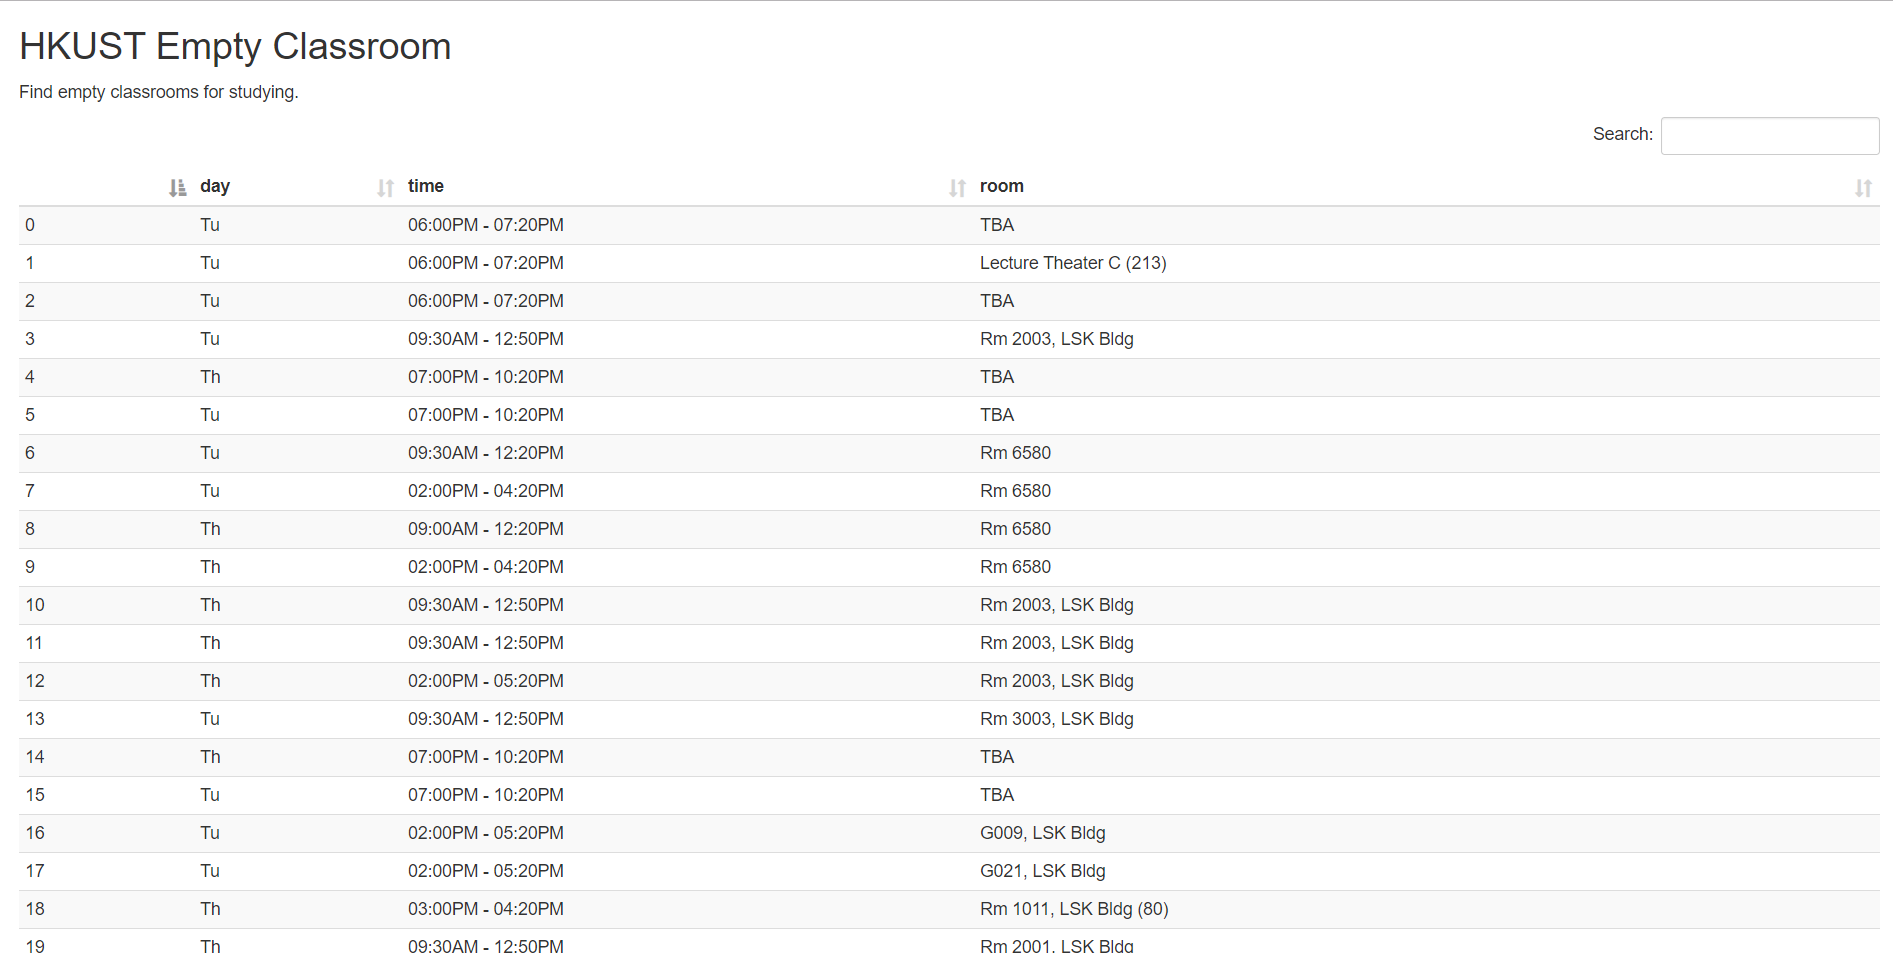 HKUST Empty Classroom
Find empty classrooms for studying.
Search:
day time room
0 Tu 06:00PM - 07:20PM TBA
1 Tu 06:00PM - 07:20PM Lecture Theater C (213)
2 Tu 06:00PM - 07:20PM TBA
3 Tu 09:30AM - 12:50PM Rm 2003, LSK Bldg
4 Th 07:00PM - 10:20PM TBA
5 Tu 07:00PM - 10:20PM TBA
6 Tu 09:30AM - 12:20PM Rm 6580
7 Tu 02:00PM - 04:20PM Rm 6580
8 Th 09:00AM - 12:20PM Rm 6580
9 Th 02:00PM - 04:20PM Rm 6580
10 Th 09:30AM - 12:50PM Rm 2003, LSK Bldg
11 Th 09:30AM - 12:50PM Rm 2003, LSK Bldg
12 Th 02:00PM - 05:20PM Rm 2003, LSK Bldg
13 Tu 09:30AM - 12:50PM Rm 3003, LSK Bldg
14 Th 07:00PM - 10:20PM TBA
15 Tu 07:00PM - 10:20PM TBA
16 Tu 02:00PM - 05:20PM G009, LSK Bldg
17 Tu 02:00PM - 05:20PM G021, LSK Bldg
18 Th 03:00PM - 04:20PM Rm 1011, LSK Bldg (80)
19 Th 09:30AM - 12:50PM Rm 2001, LSK Bldg